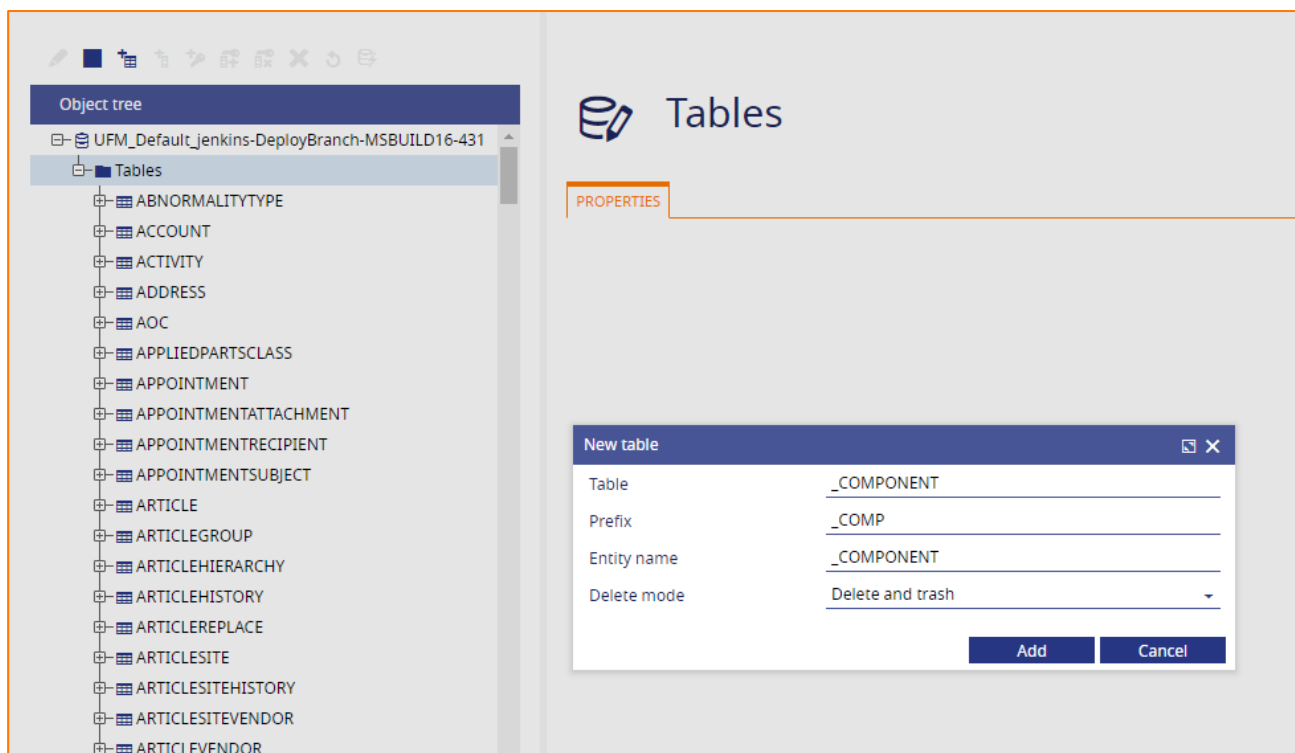 Object tree
UFM_Default_jenkins-DeployBranch-MSBUILD16-431
Tables
ABNORMALITYTYPE
ACCOUNT
ACTIVITY
ADDRESS
AOC
APPLIEDPARTSCLASS
APPOINTMENT
APPOINTMENTATTACHMENT
APPOINTMENTRECIPIENT
APPOINTMENTSUBJECT
ARTICLE
ARTICLEGROUP
ARTICLEHIERARCHY
ARTICLEHISTORY
ARTICLEREPLACE
ARTICLESITE
ARTICLESITEHISTORY
ARTICLESITEVENDOR
ARTICLEVENDOR
Tables
PROPERTIES
New table
Table _COMPONENT
Prefix _COMP
Entity name _COMPONENT
Delete mode Delete and trash
Add Cancel